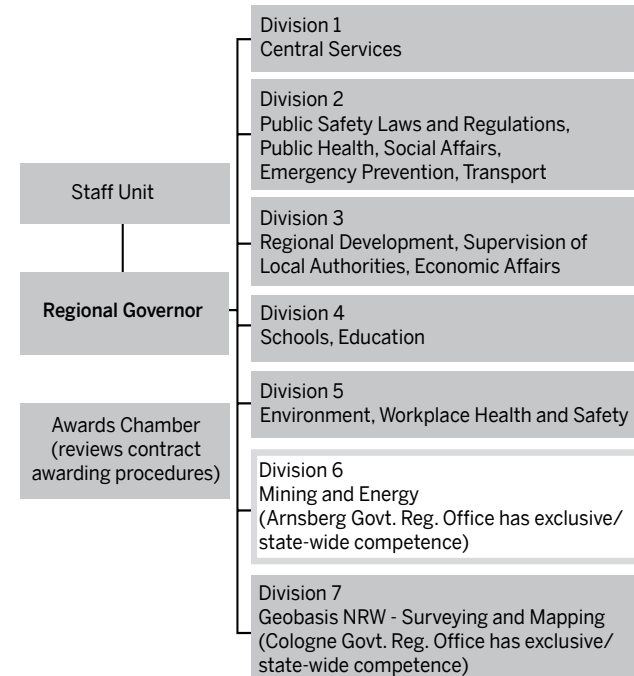 Staff Unit
Regional Governor
Awards Chamber
(reviews contract
awarding procedures)
Division 1
Central Services
Division 2
Public Safety Laws and Regulations,
Public Health, Social Affairs,
Emergency Prevention, Transport
Division 3
Regional Development, Supervision of
Local Authorities, Economic Affairs
Division 4
Schools, Education
Division 5
Environment, Workplace Health and Safety
Division 6
Mining and Energy
(Arnsberg Govt. Reg. Office has exclusive/
state-wide competence)
Division 7
Geobasis NRW - Surveying and Mapping
(Cologne Govt. Reg. Office has exclusive/
state-wide competence)